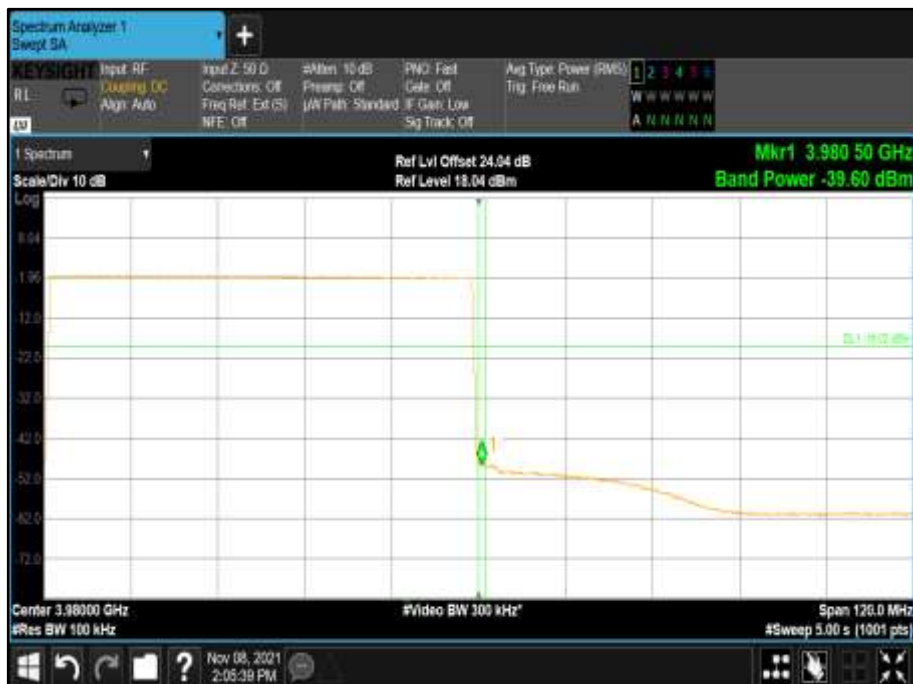 Spectrum Analyzer 1
Swept SA
KEYSIGHT
RL
LV
Input: RF
Coupling: DC
Align: Auto
Input Z: 50 Ω
Corrections: Off
Freq Ref: Ext (S)
NFE: Off
#Atten: 10 dB
Preamp: Off
µW Path: Standard
PNO: Fast
Gate: Off
IF Gain: Low
Sig Track: Off
Avg Type: Power (RMS)
Trig: Free Run
1 2 3 4 5 6
W W W W W W
A N N N N N
1 Spectrum
Scale/Div 10 dB
Log
Ref Lvl Offset 24.04 dB
Ref Level 18.04 dBm
Mkr1 3.980 50 GHz
Band Power -39.60 dBm
8.04
-1.96
-12.0
-22.0
-32.0
-42.0
-52.0
-62.0
-72.0
1
Center 3.98000 GHz
#Res BW 100 kHz
#Video BW 300 kHz*
Span 120.0 MHz
#Sweep 5.00 s (1001 pts)
?
Nov 08, 2021
2:05:39 PM